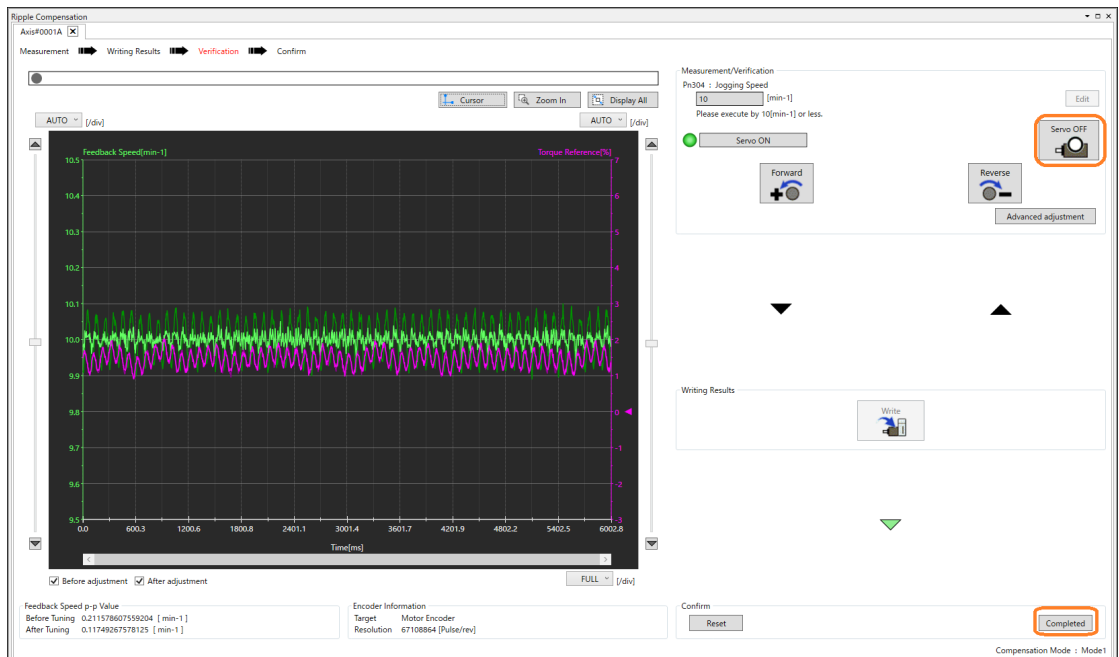 Ripple Compensation
Axis#0001A
Measurement Writing Results Verification Confirm
Cursor Zoom In Display All
AUTO [/div] AUTO [/div]
Feedback Speed[min-1] Torque Reference[%]
10.5 7
10.4 6
10.3 5
10.2 4
10.1 3
10.0 2
9.9 1
9.8 0
9.7 -1
9.6 -2
9.5 -3
0.0 600.3 1200.6 1800.8 2401.1 3001.4 3601.7 4201.9 4802.2 5402.5 6002.8
Time[ms]
Before adjustment After adjustment FULL [/div]
Feedback Speed p-p Value
Before Tuning 0.211578607559204 [ min-1 ]
After Tuning 0.11749267578125 [ min-1 ]
Encoder Information
Target Motor Encoder
Resolution 67108864 [Pulse/rev]
Measurement/Verification
Pn304 : Jogging Speed
10 [min-1] Edit
Please execute by 10[min-1] or less.
Servo ON Servo OFF
Forward Reverse
Advanced adjustment
Writing Results
Write
Confirm
Reset Completed
Compensation Mode : Mode1